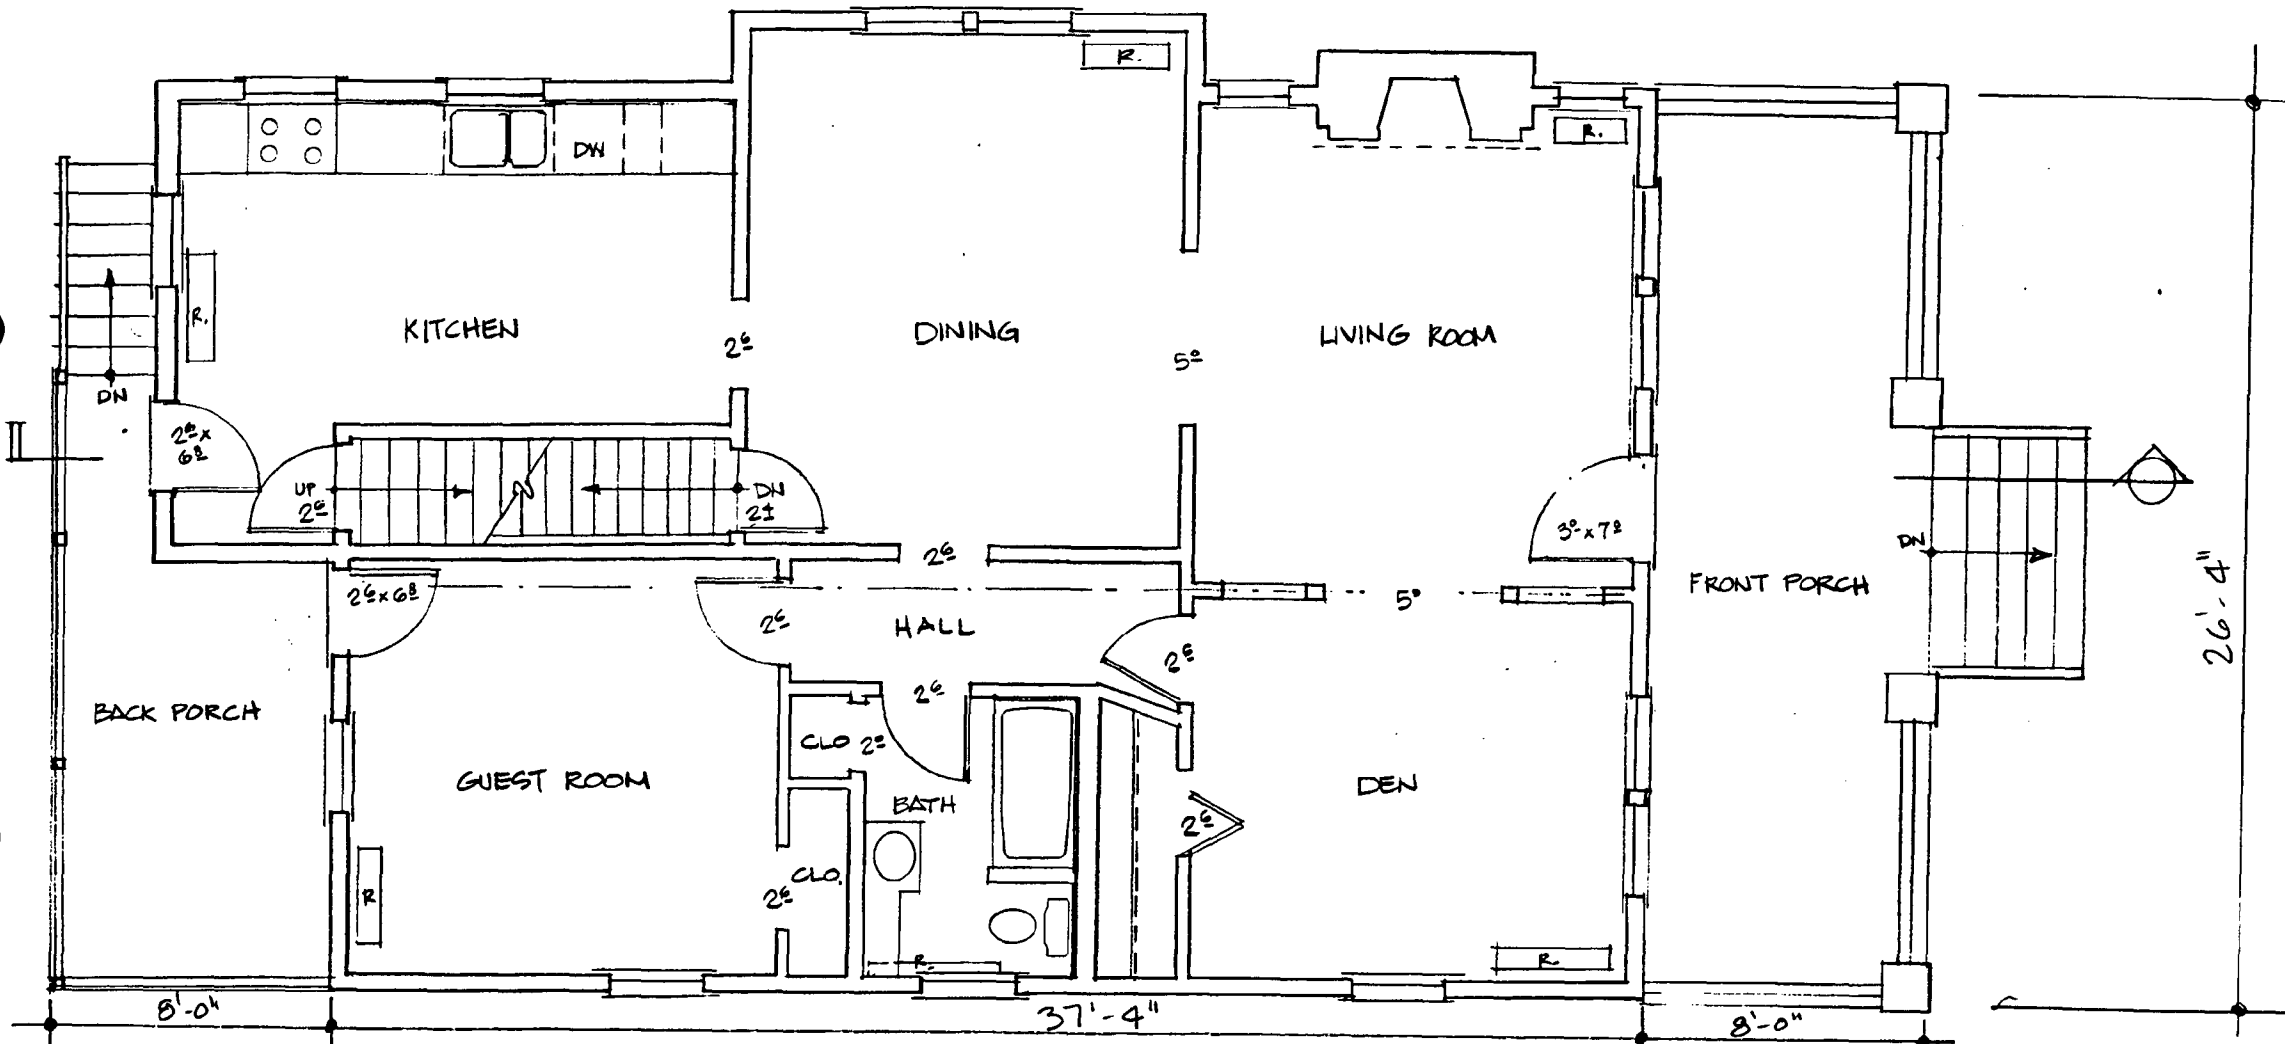 R.
R.
DW
R.
KITCHEN
DINING
LIVING ROOM
2⁶
5⁰
DN
2⁶ x
6⁸
UP
2⁶
DN
2⁴
3⁰ x 7⁰
DN
2⁶
2⁶ x 6⁸
5⁰
FRONT PORCH
26'-4"
2⁶
HALL
2⁶
2⁶
BACK PORCH
CLO 2⁰
GUEST ROOM
DEN
BATH
2⁶
CLO.
2⁶
R
R.
R.
8'-0"
37'-4"
8'-0"